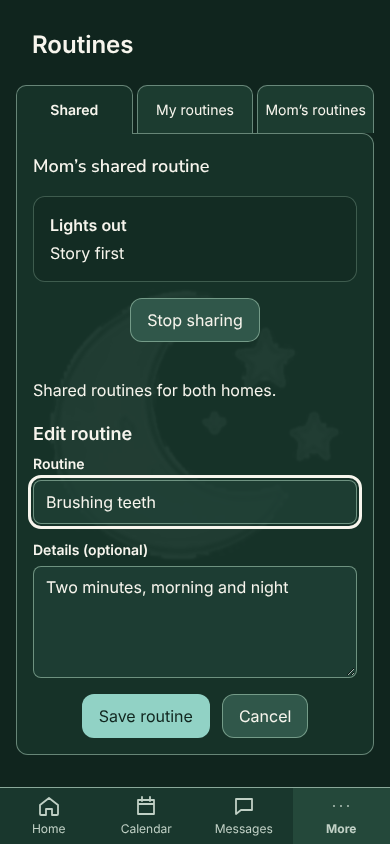 Routines
Shared
My routines
Mom’s routines
Mom’s shared routine
Lights out
Story first
Stop sharing
Shared routines for both homes.
Edit routine
Routine
Brushing teeth
Details (optional)
Two minutes, morning and night
Save routine
Cancel
Home
Calendar
Messages
More